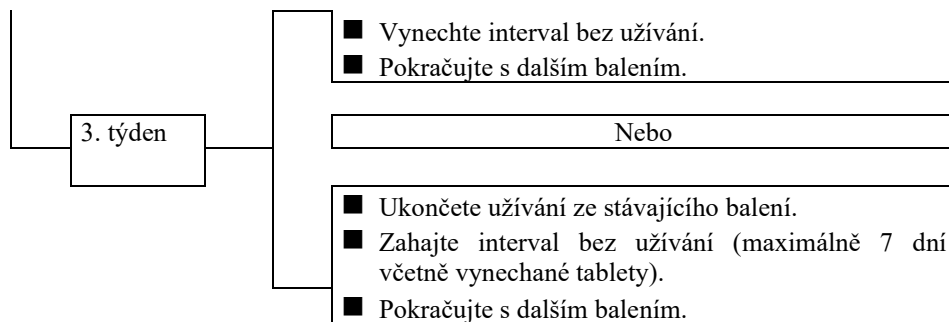 ■ Vynechte interval bez užívání.
■ Pokračujte s dalším balením.
3. týden
Nebo
■ Ukončete užívání ze stávajícího balení.
■ Zahajte interval bez užívání (maximálně 7 dní
včetně vynechané tablety).
■ Pokračujte s dalším balením.